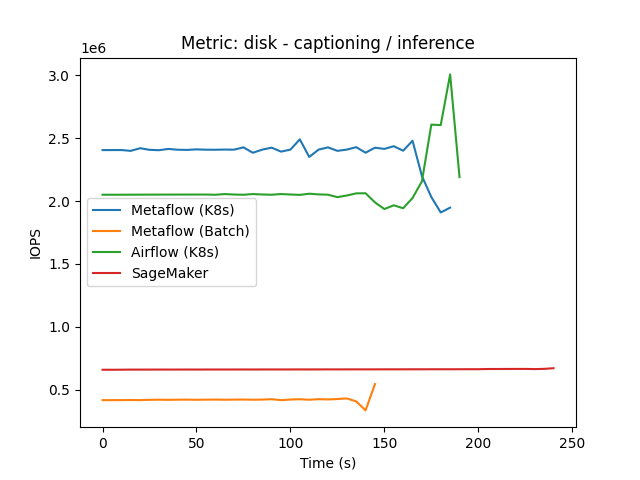 Metric: disk - captioning / inference
1e6
3.0
2.5
2.0
1.5
1.0
0.5
IOPS
Metaflow (K8s)
Metaflow (Batch)
Airflow (K8s)
SageMaker
0 50 100 150 200 250
Time (s)